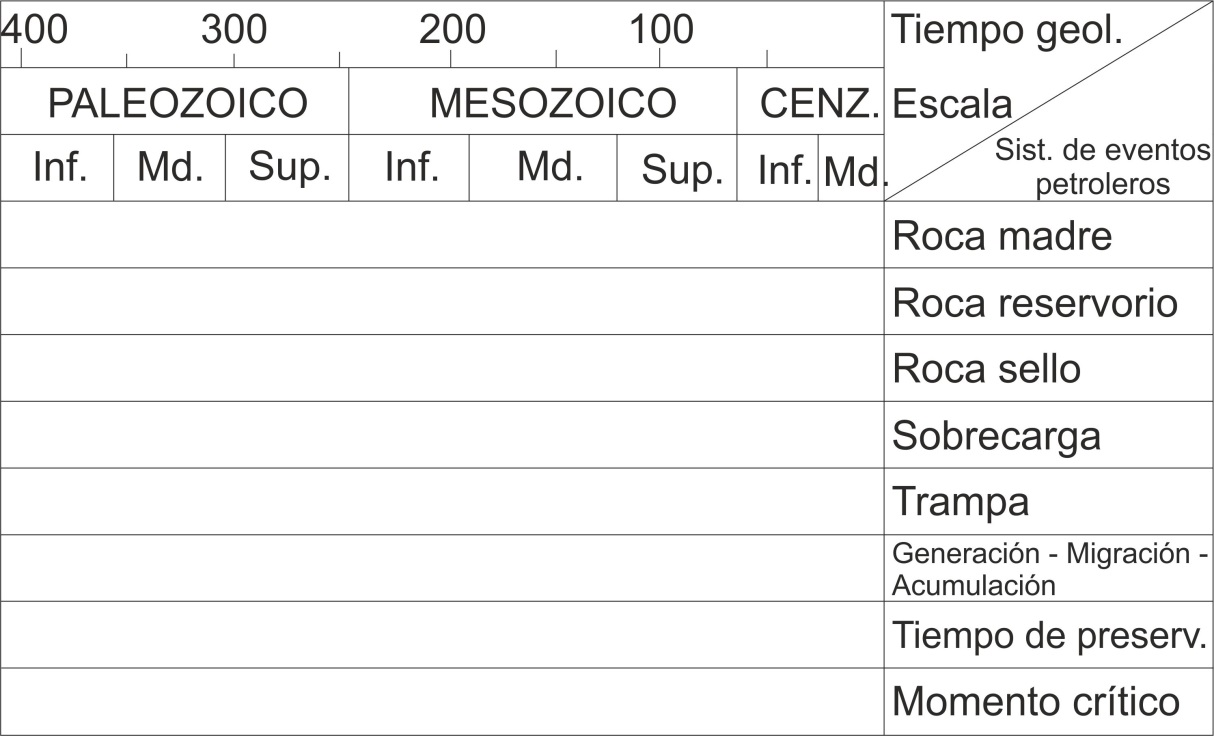 400 300 200 100 Tiempo geol.
PALEOZOICO MESOZOICO CENZ. Escala
Sist. de eventos
petroleros
Inf. Md. Sup. Inf. Md. Sup. Inf. Md.
Roca madre
Roca reservorio
Roca sello
Sobrecarga
Trampa
Generación - Migración -
Acumulación
Tiempo de preserv.
Momento crítico